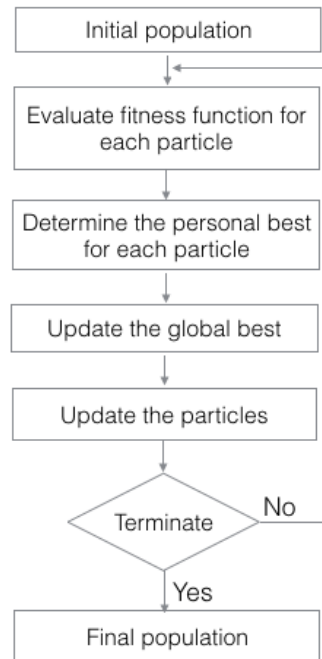 Initial population
Evaluate fitness function for
each particle
Determine the personal best
for each particle
Update the global best
Update the particles
Terminate
No
Yes
Final population